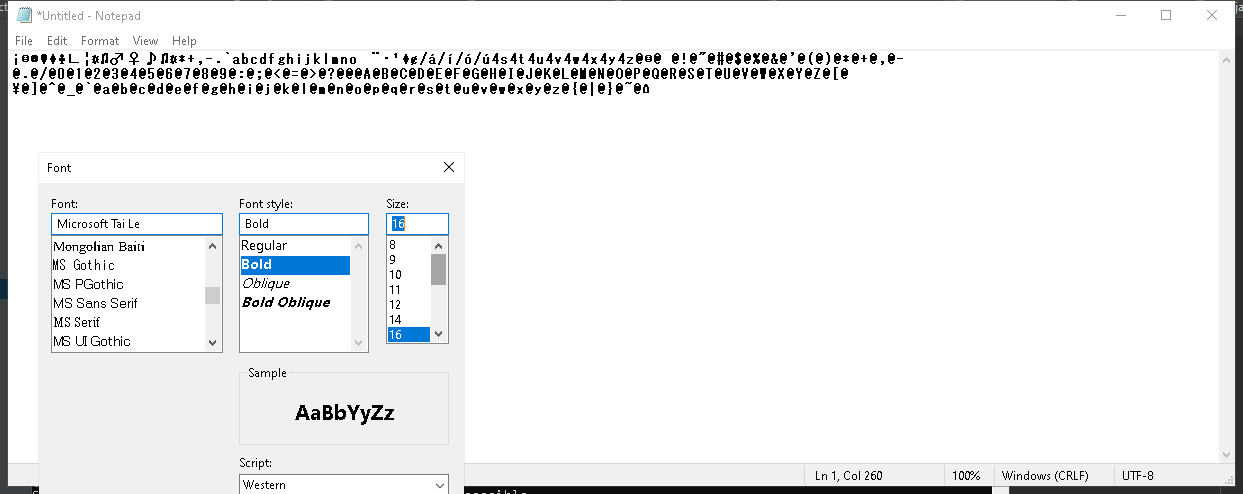 *Untitled - Notepad
File Edit Format View Help
@.@/@0@1@2@3@4@5@6@7@8@9@:@;@<@=@>@?@@@A@B@C@D@E@F@G@H@I@J@K@L@M@N@O@P@Q@R@S@T@U@V@W@X@Y@Z@[@
¥@]@^@_@`@a@b@c@d@e@f@g@h@i@j@k@l@m@n@o@p@q@r@s@t@u@v@w@x@y@z@{@|@}@~@⌂
Font
Font:
Font style:
Size:
Microsoft Tai Le
Bold
16
Mongolian Baiti
MS Gothic
MS PGothic
MS Sans Serif
MS Serif
MS UI Gothic
Regular
Bold
Oblique
Bold Oblique
8
9
10
11
12
14
16
Sample
AaBbYyZz
Script:
Western
Ln 1, Col 260
100%
Windows (CRLF)
UTF-8